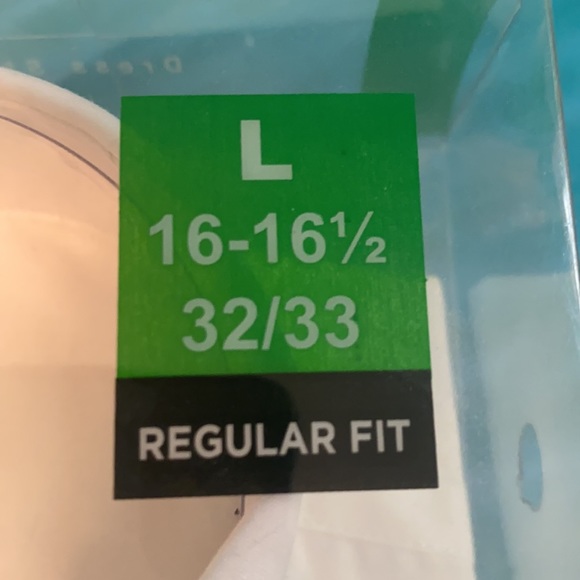 L
16-16½
32/33
REGULAR FIT